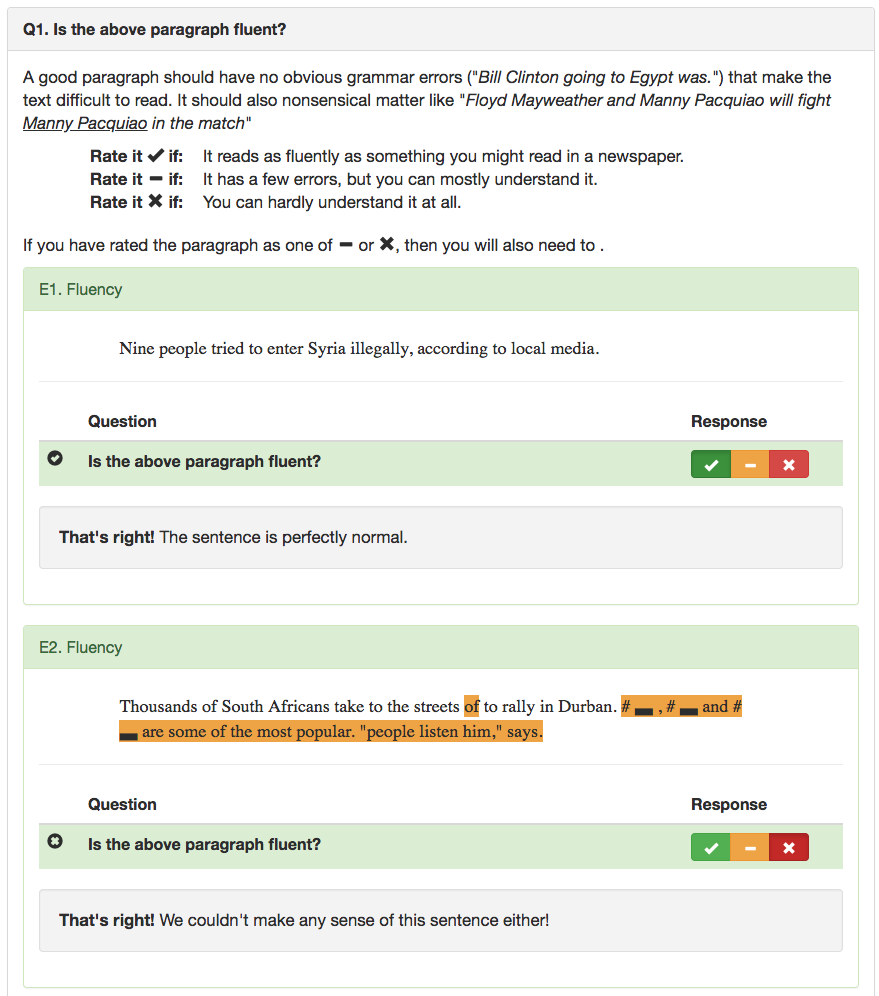 Q1. Is the above paragraph fluent?
A good paragraph should have no obvious grammar errors ("Bill Clinton going to Egypt was.") that make the
text difficult to read. It should also nonsensical matter like "Floyd Mayweather and Manny Pacquiao will fight
Manny Pacquiao in the match"
Rate it ✔ if: It reads as fluently as something you might read in a newspaper.
Rate it − if: It has a few errors, but you can mostly understand it.
Rate it ✖ if: You can hardly understand it at all.
If you have rated the paragraph as one of − or ✖, then you will also need to .
E1. Fluency
Nine people tried to enter Syria illegally, according to local media.
Question Response
Is the above paragraph fluent?
That's right! The sentence is perfectly normal.
E2. Fluency
Thousands of South Africans take to the streets of to rally in Durban. # ▬ , # ▬ and #
▬ are some of the most popular. "people listen him," says.
Question Response
Is the above paragraph fluent?
That's right! We couldn't make any sense of this sentence either!